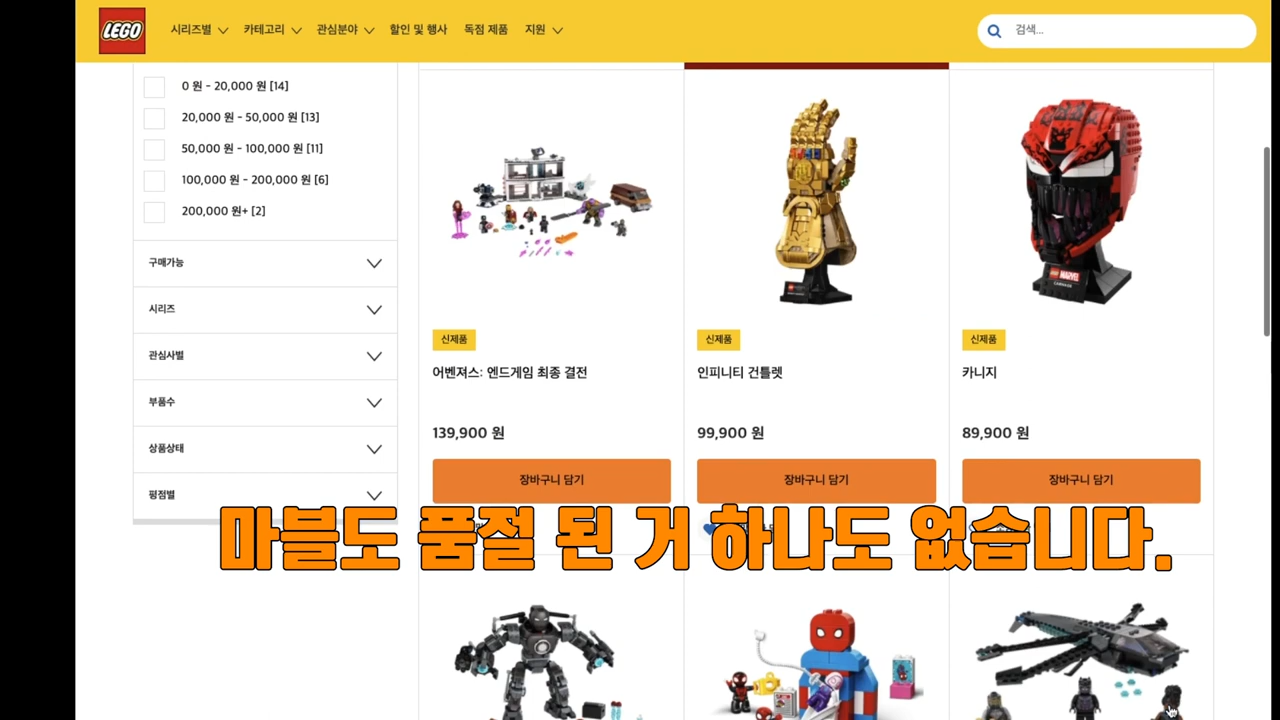 LEGO
시리즈별
카테고리
관심분야
할인 및 행사
독점 제품
지원
검색...
0 원 - 20,000 원 [14]
20,000 원 - 50,000 원 [13]
50,000 원 - 100,000 원 [11]
100,000 원 - 200,000 원 [6]
200,000 원+ [2]
구매가능
시리즈
관심사별
부품수
상품상태
평점별
신제품
어벤져스: 엔드게임 최종 결전
139,900 원
장바구니 담기
신제품
인피니티 건틀렛
99,900 원
장바구니 담기
MARVEL
신제품
카니지
89,900 원
장바구니 담기
마블도 품절 된 거 하나도 없습니다.